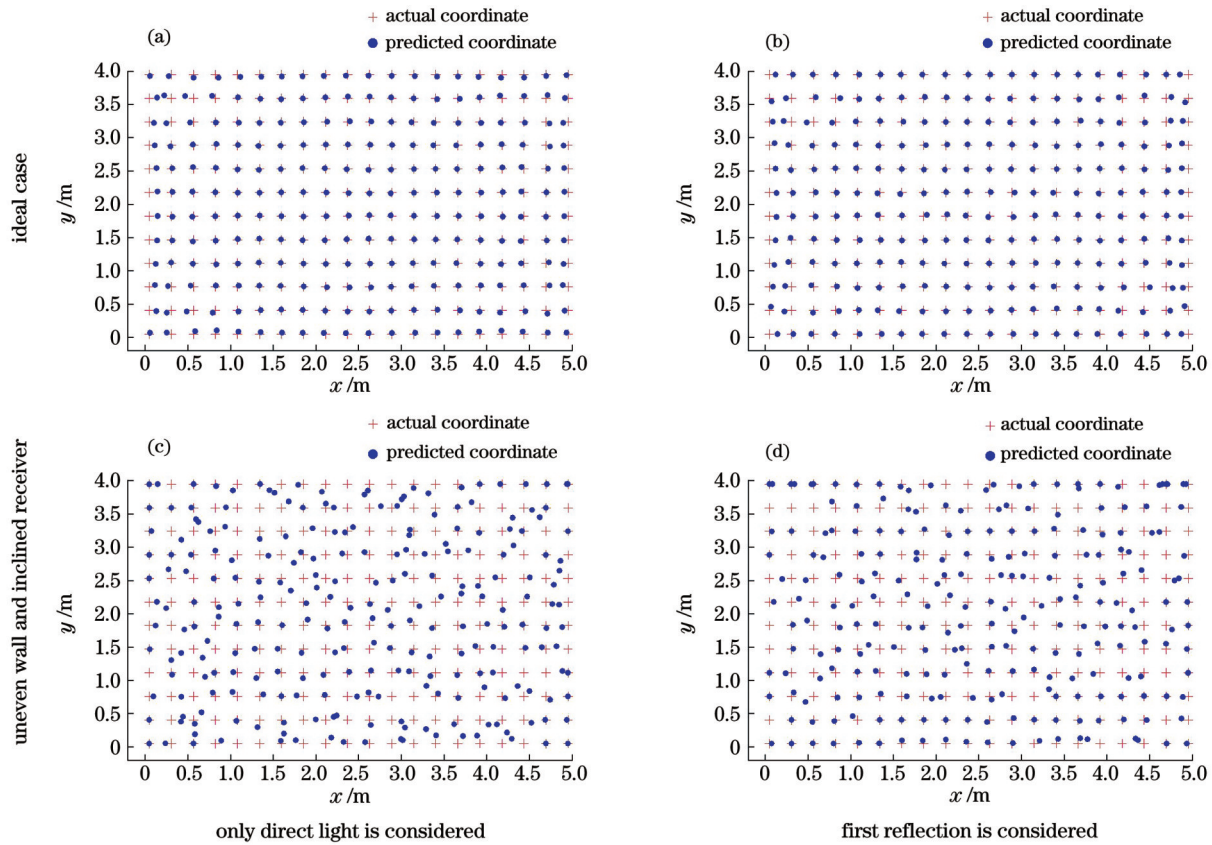 + actual coordinate
● predicted coordinate
(a)
4.0
3.5
3.0
2.5
2.0
1.5
1.0
0.5
0
y /m
0 0.5 1.0 1.5 2.0 2.5 3.0 3.5 4.0 4.5 5.0
x /m
+ actual coordinate
● predicted coordinate
(b)
4.0
3.5
3.0
2.5
2.0
1.5
1.0
0.5
0
y /m
0 0.5 1.0 1.5 2.0 2.5 3.0 3.5 4.0 4.5 5.0
x /m
ideal case
+ actual coordinate
● predicted coordinate
(c)
4.0
3.5
3.0
2.5
2.0
1.5
1.0
0.5
0
y /m
0 0.5 1.0 1.5 2.0 2.5 3.0 3.5 4.0 4.5 5.0
x /m
+ actual coordinate
● predicted coordinate
(d)
4.0
3.5
3.0
2.5
2.0
1.5
1.0
0.5
0
y /m
0 0.5 1.0 1.5 2.0 2.5 3.0 3.5 4.0 4.5 5.0
x /m
uneven wall and inclined receiver
only direct light is considered
first reflection is considered